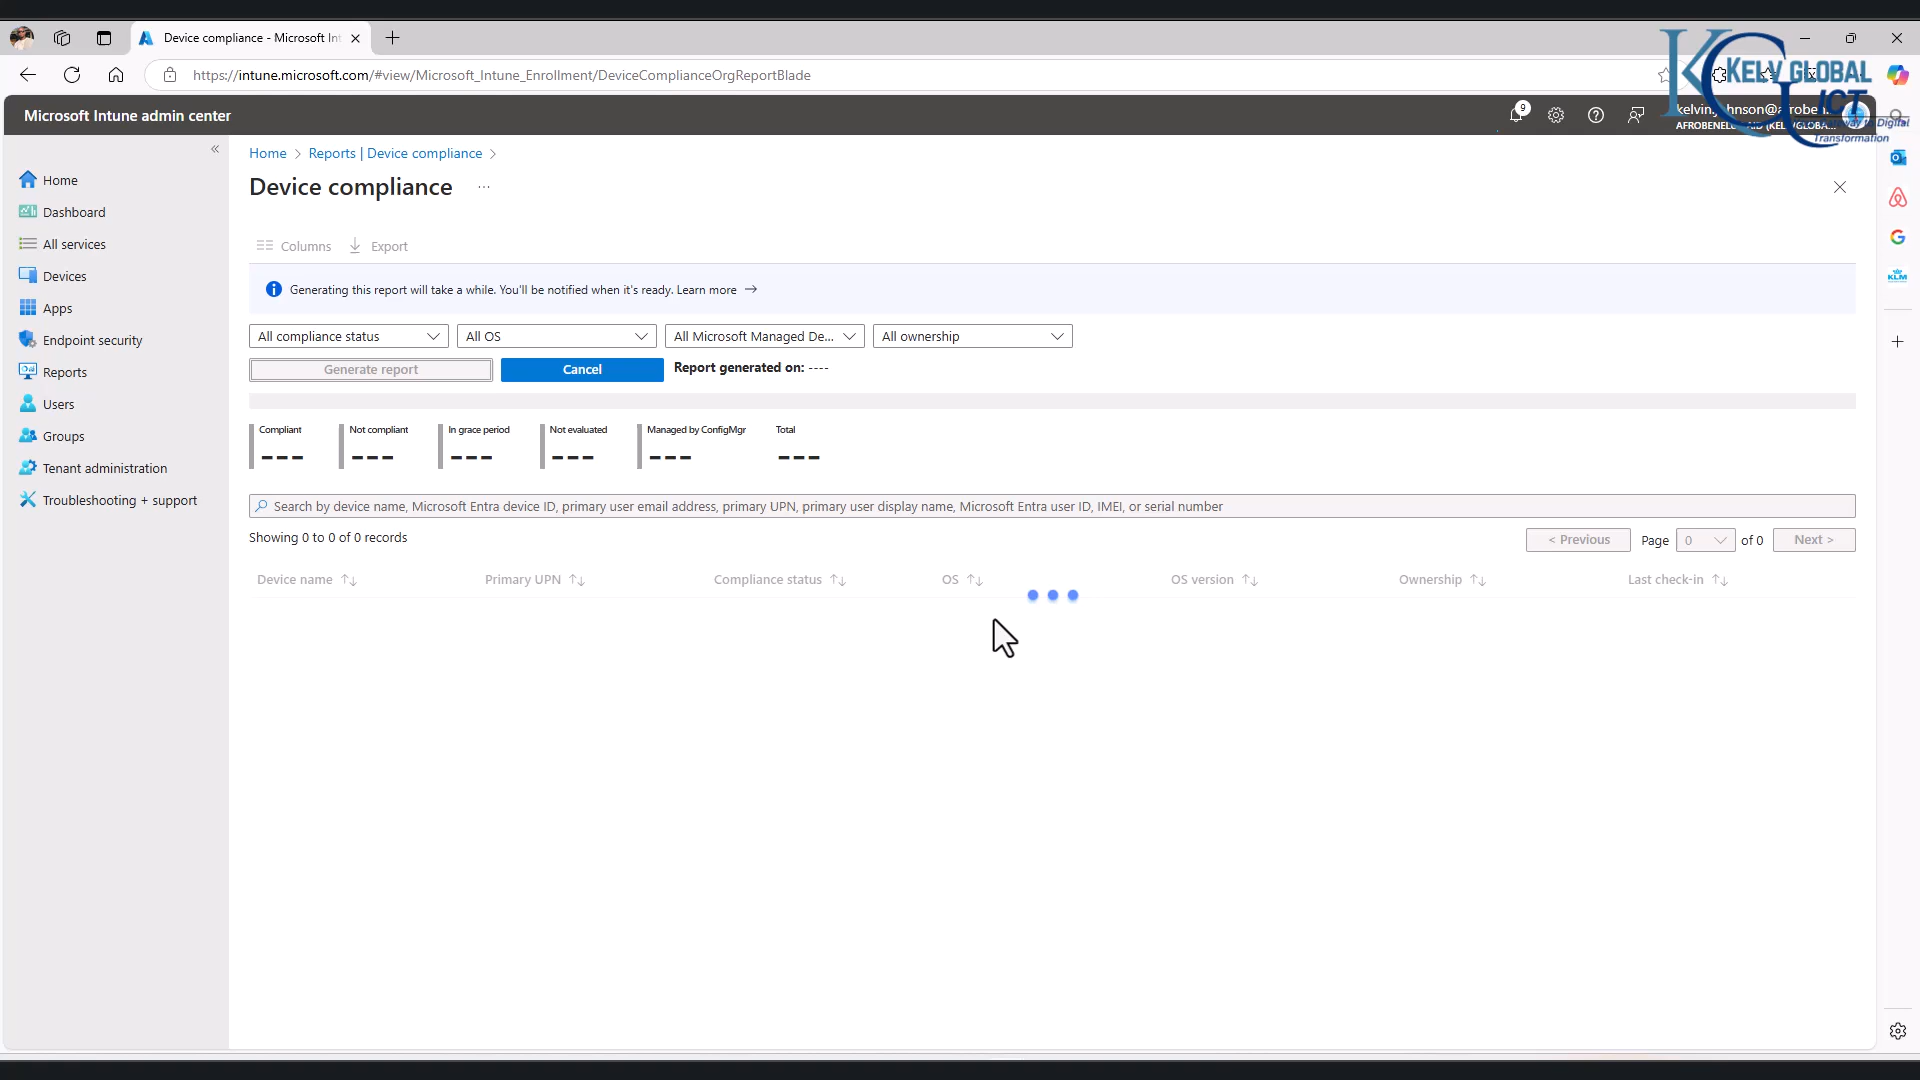 Device compliance - Microsoft Int
https://intune.microsoft.com/#view/Microsoft_Intune_Enrollment/DeviceComplianceOrgReportBlade
KELV GLOBAL
ICT
Gateway to Digital
Transformation
Microsoft Intune admin center
9
Home
Dashboard
All services
Devices
Apps
Endpoint security
Reports
Users
Groups
Tenant administration
Troubleshooting + support
Home > Reports | Device compliance >
Device compliance ...
Columns Export
Generating this report will take a while. You'll be notified when it's ready. Learn more →
All compliance status All OS All Microsoft Managed De... All ownership
Generate report Cancel Report generated on: ----
Compliant Not compliant In grace period Not evaluated Managed by ConfigMgr Total
--- --- --- --- --- ---
Search by device name, Microsoft Entra device ID, primary user email address, primary UPN, primary user display name, Microsoft Entra user ID, IMEI, or serial number
Showing 0 to 0 of 0 records
< Previous Page 0 of 0 Next >
Device name Primary UPN Compliance status OS OS version Ownership Last check-in
KLM